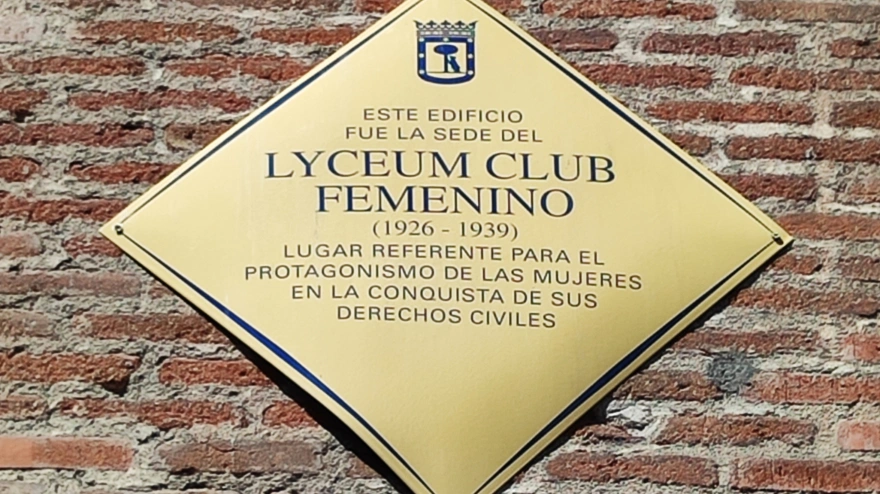 ESTE EDIFICIO
FUE LA SEDE DEL
LYCEUM CLUB
FEMENINO
(1926 - 1939)
LUGAR REFERENTE PARA EL
PROTAGONISMO DE LAS MUJERES
EN LA CONQUISTA DE SUS
DERECHOS CIVILES